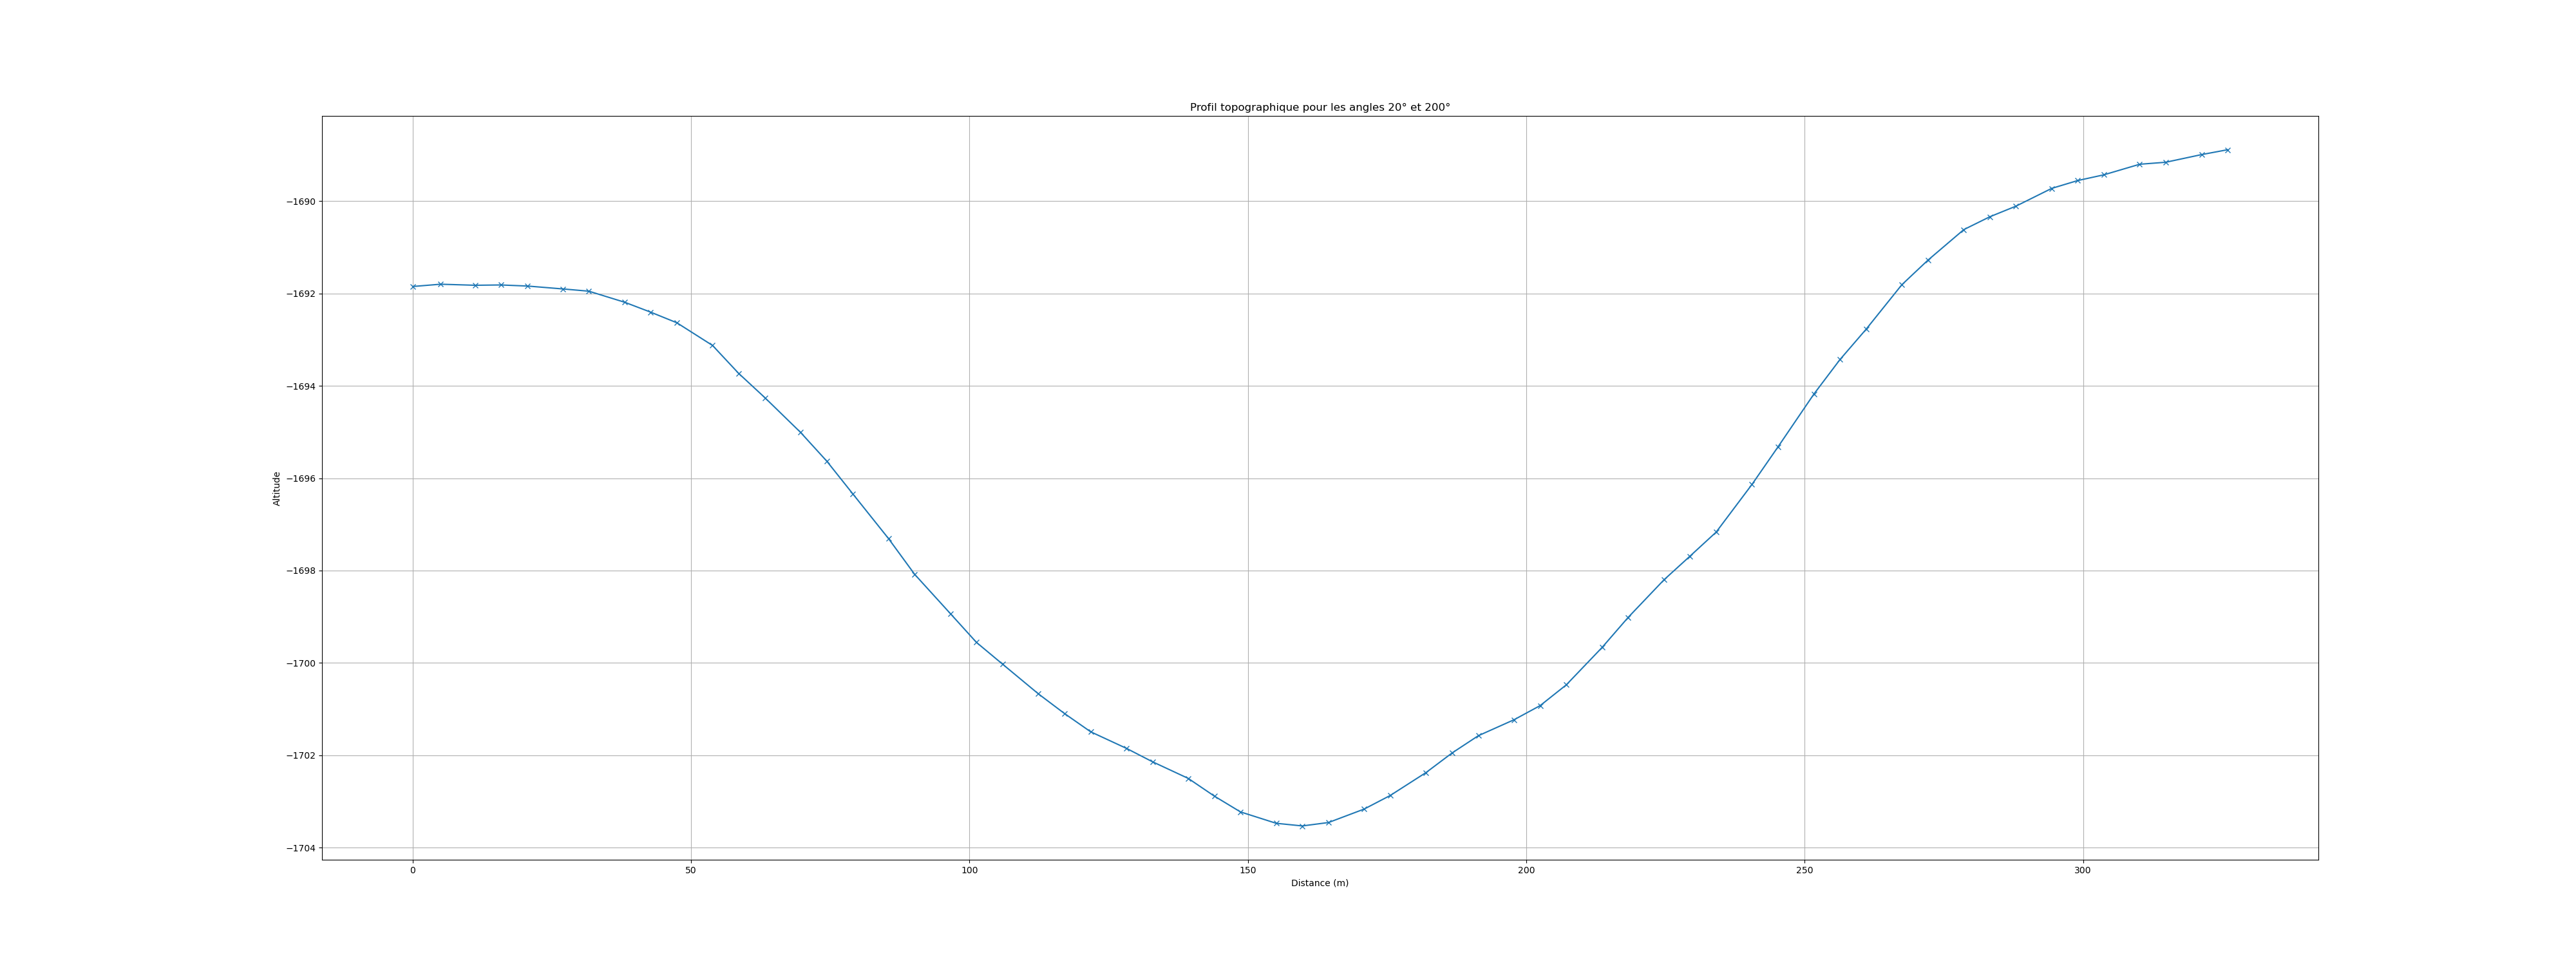 Profil topographique pour les angles 20° et 200°
Altitude
−1690
−1692
−1694
−1696
−1698
−1700
−1702
−1704
0 50 100 150 200 250 300
Distance (m)